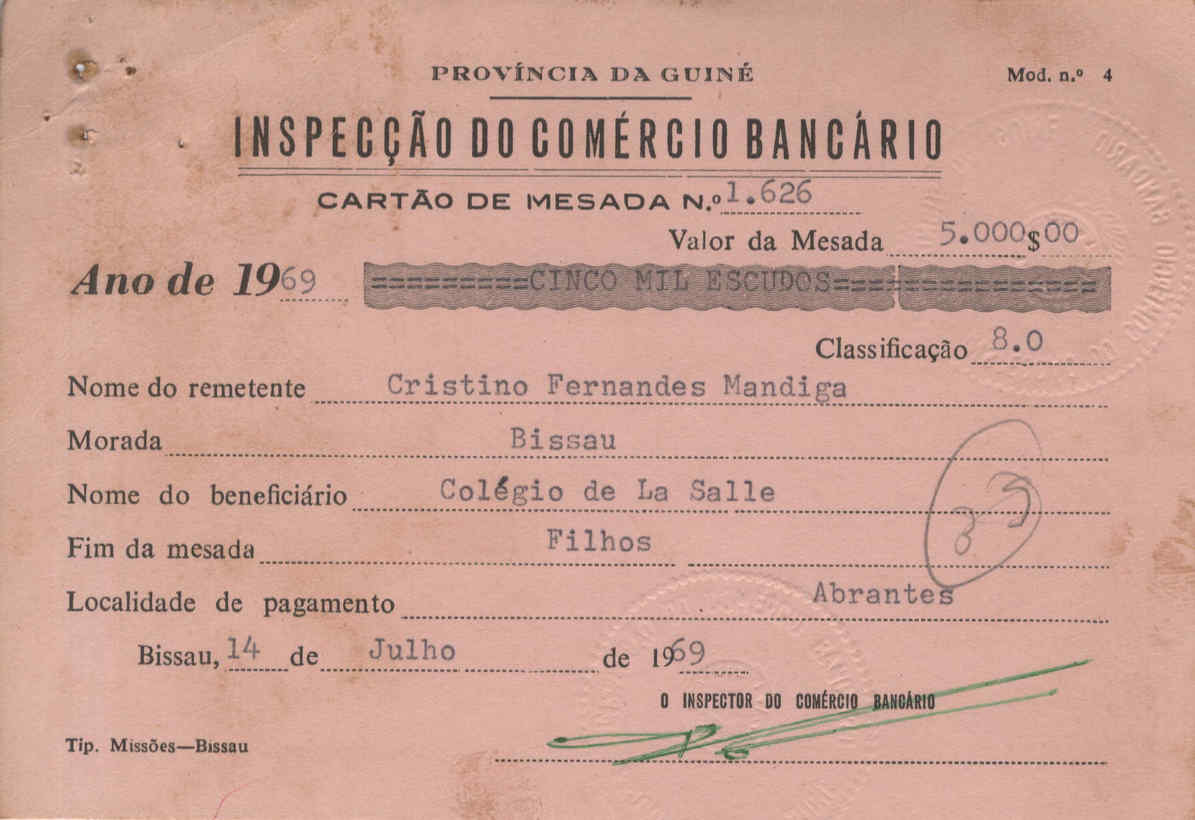 PROVÍNCIA DA GUINÉ
Mod. n.º 4
INSPECÇÃO DO COMÉRCIO BANCÁRIO
CARTÃO DE MESADA N.º 1.626
Valor da Mesada 5.000$00
Ano de 1969 =========CINCO MIL ESCUDOS===============
Classificação 8.0
Nome do remetente Cristino Fernandes Mandiga
Morada Bissau
Nome do beneficiário Colégio de La Salle
Fim da mesada Filhos
Localidade de pagamento Abrantes
Bissau, 14 de Julho de 1969
O INSPECTOR DO COMÉRCIO BANCÁRIO
Tip. Missões—Bissau